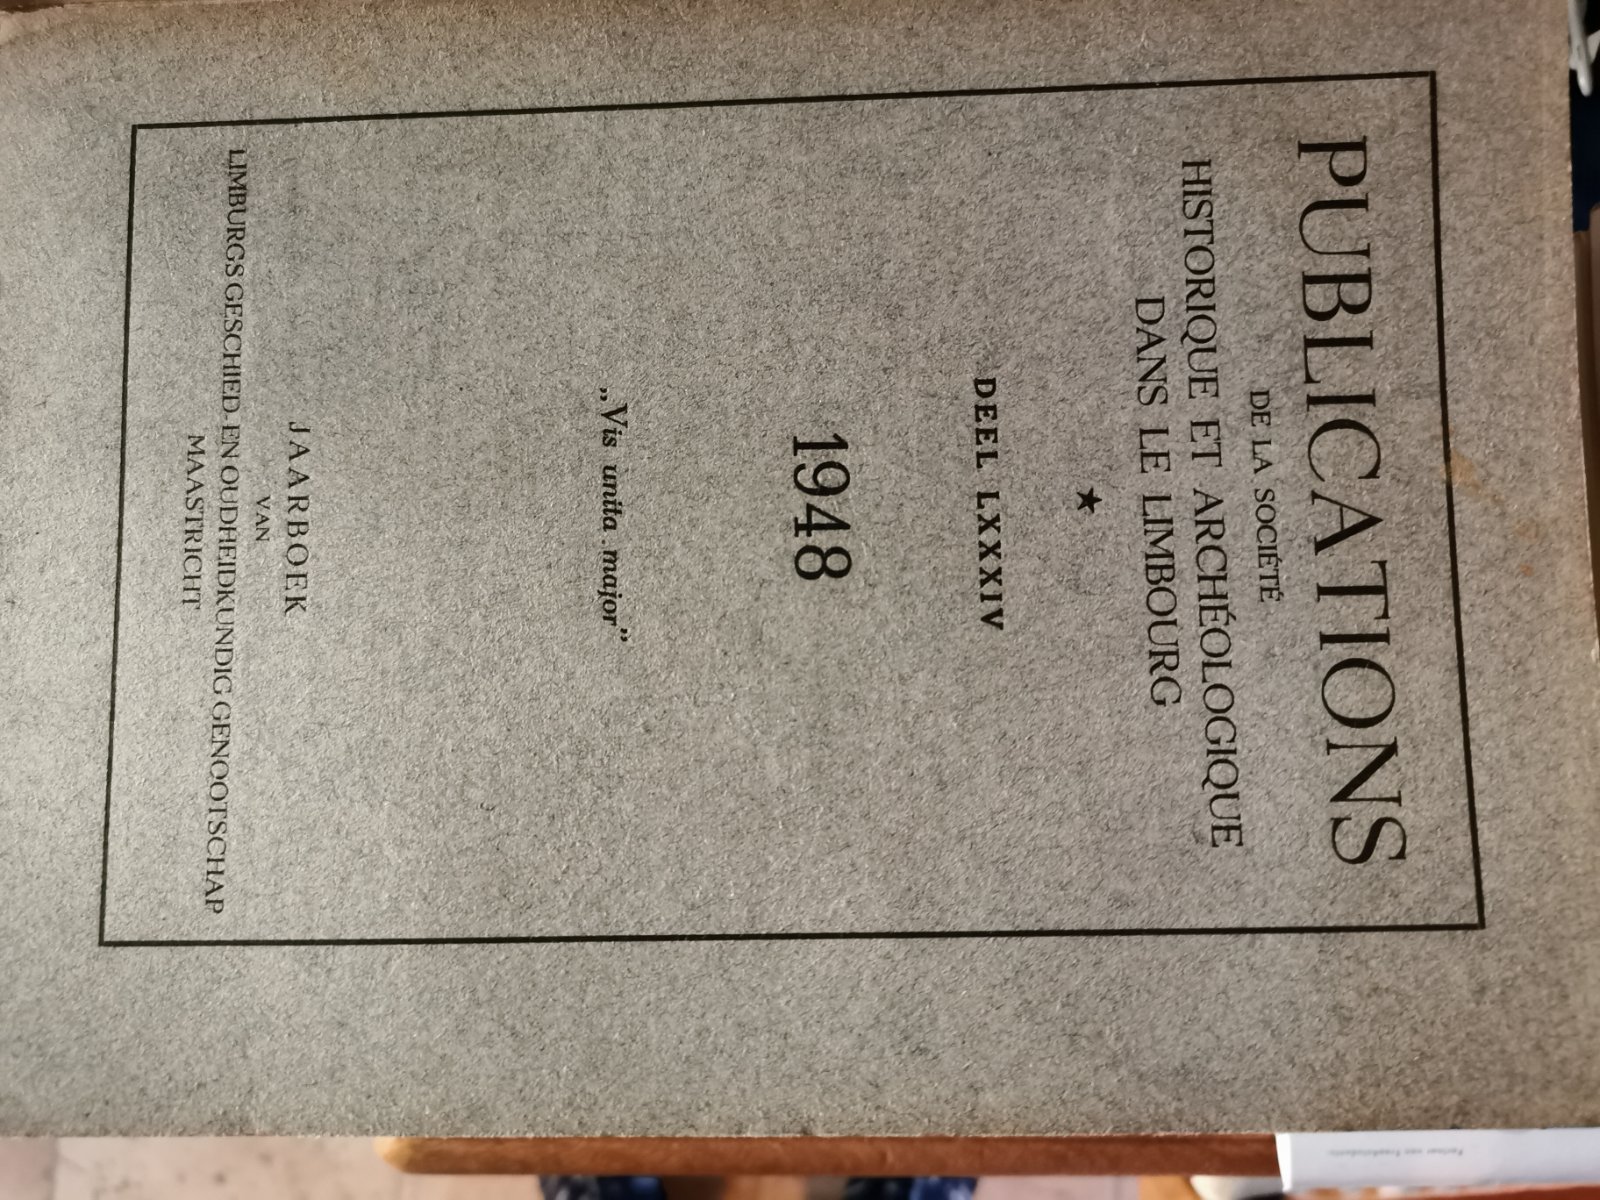 PUBLICATIONS
DE LA SOCIÉTÉ
HISTORIQUE ET ARCHÉOLOGIQUE
DANS LE LIMBOURG
★
DEEL LXXXIV
1948
„Vis unita major”
JAARBOEK
VAN
LIMBURGS GESCHIED- EN OUDHEIDKUNDIG GENOOTSCHAP
MAASTRICHT